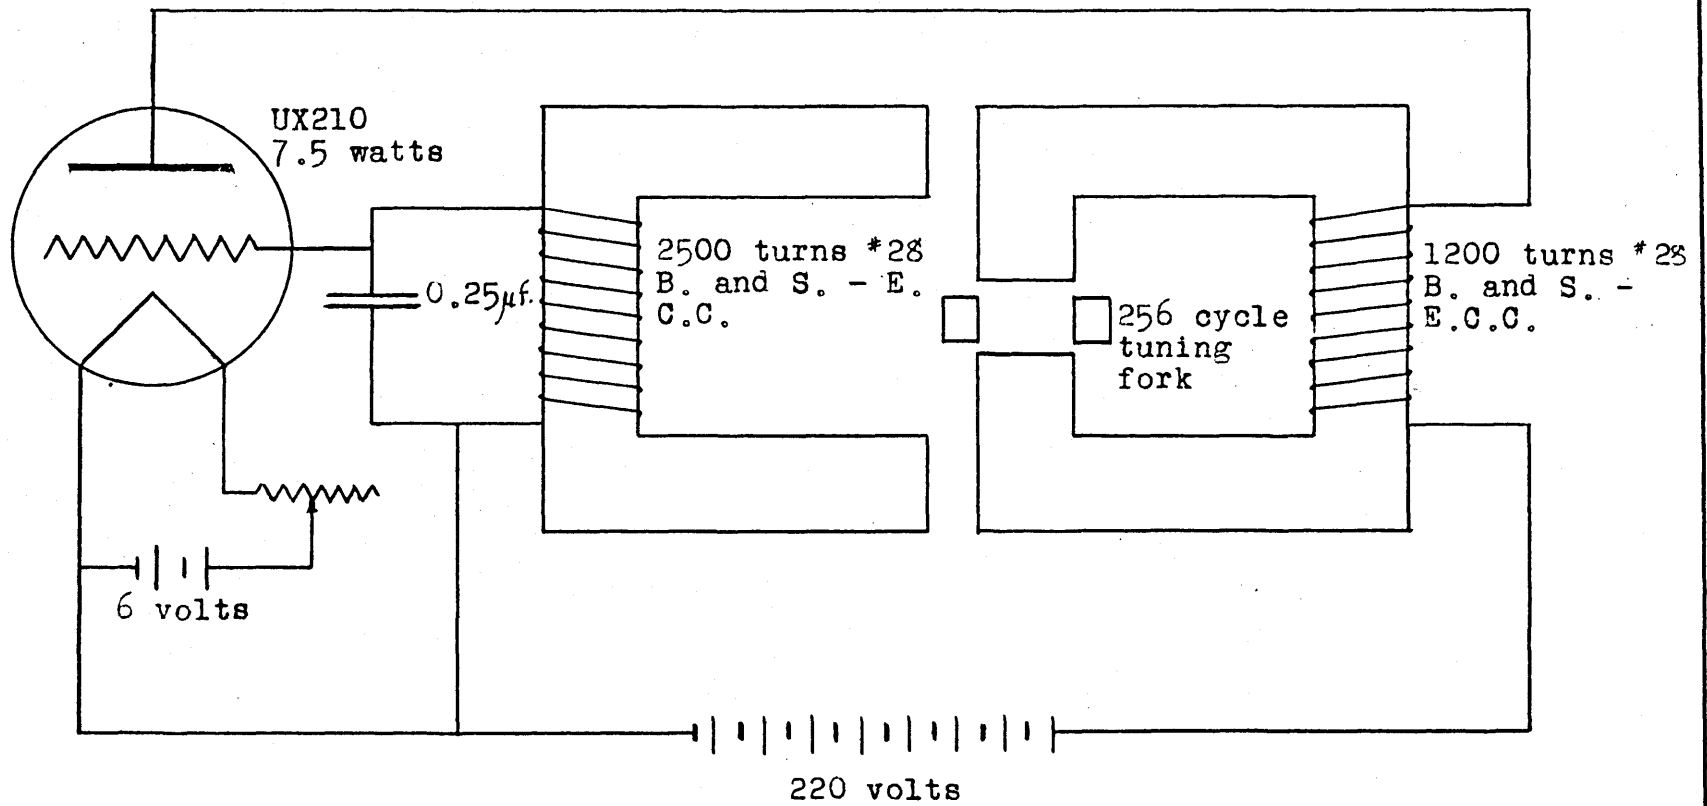 UX210
7.5 watts
0.25μf.
2500 turns #28
B. and S. - E.
C.C.
256 cycle
tuning
fork
1200 turns #28
B. and S. -
E.C.C.
6 volts
220 volts